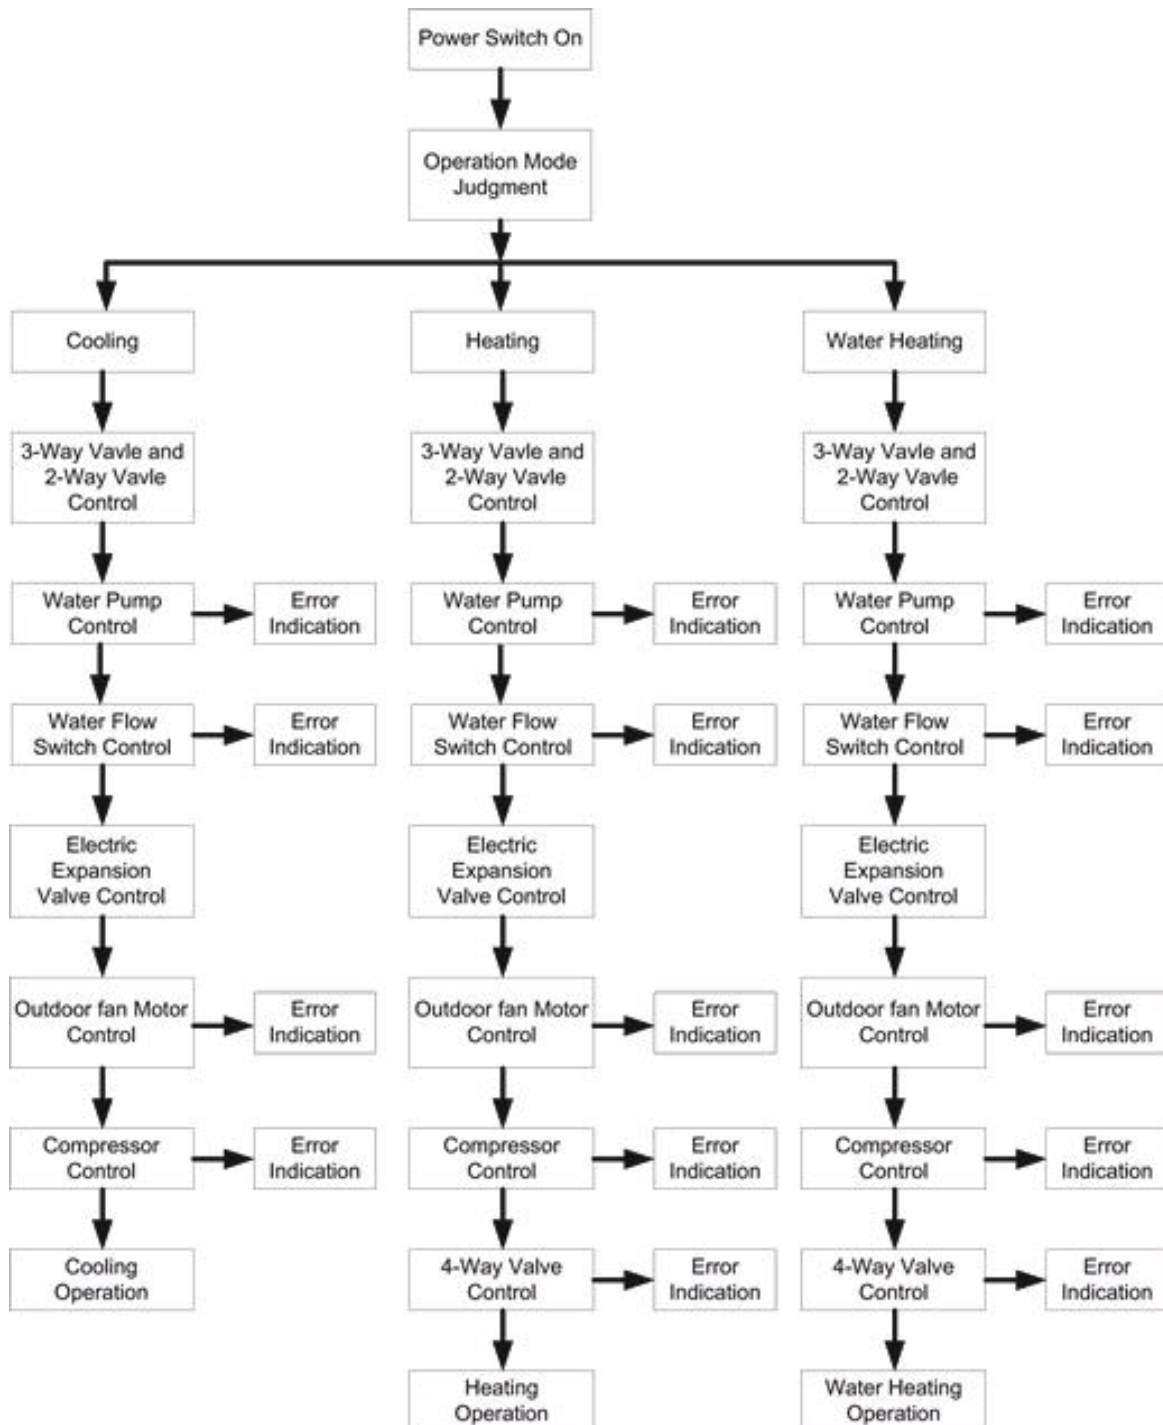 Power Switch On
Operation Mode
Judgment
Cooling
Heating
Water Heating
3-Way Vavle and
2-Way Vavle
Control
3-Way Vavle and
2-Way Vavle
Control
3-Way Vavle and
2-Way Vavle
Control
Water Pump
Control
Error
Indication
Water Pump
Control
Error
Indication
Water Pump
Control
Error
Indication
Water Flow
Switch Control
Error
Indication
Water Flow
Switch Control
Error
Indication
Water Flow
Switch Control
Error
Indication
Electric
Expansion
Valve Control
Electric
Expansion
Valve Control
Electric
Expansion
Valve Control
Outdoor fan Motor
Control
Error
Indication
Outdoor fan Motor
Control
Error
Indication
Outdoor fan Motor
Control
Error
Indication
Compressor
Control
Error
Indication
Compressor
Control
Error
Indication
Compressor
Control
Error
Indication
Cooling
Operation
4-Way Valve
Control
Error
Indication
4-Way Valve
Control
Error
Indication
Heating
Operation
Water Heating
Operation